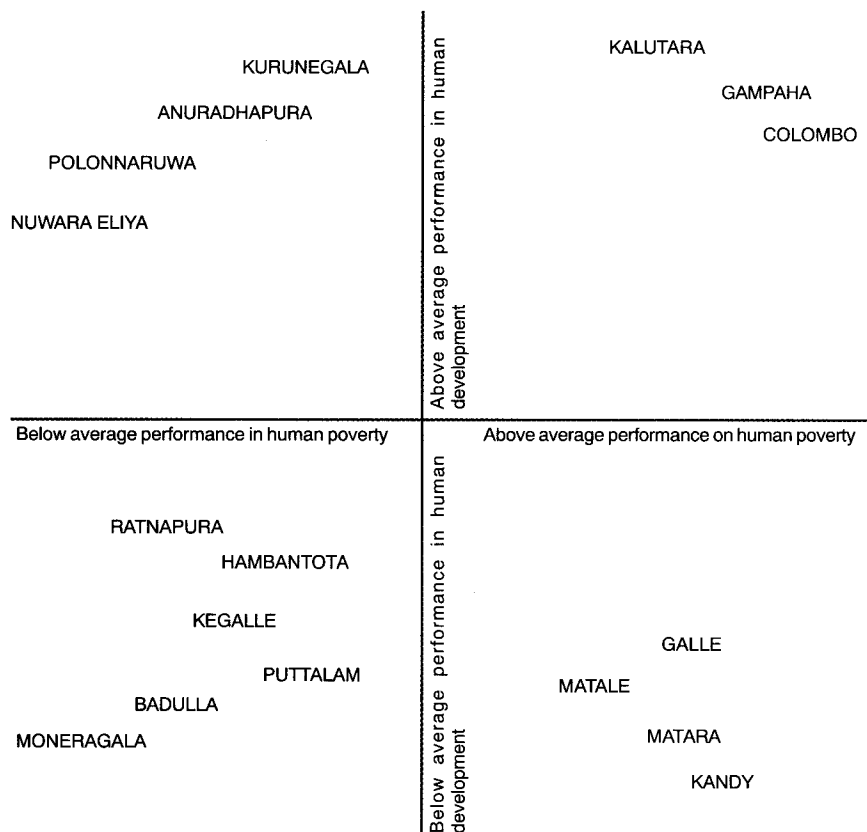 KURUNEGALA
ANURADHAPURA
POLONNARUWA
NUWARA ELIYA
Above average performance in human
development
KALUTARA
GAMPAHA
COLOMBO
Below average performance in human poverty
Above average performance on human poverty
RATNAPURA
HAMBANTOTA
KEGALLE
PUTTALAM
BADULLA
MONERAGALA
Below average performance in human
development
GALLE
MATALE
MATARA
KANDY